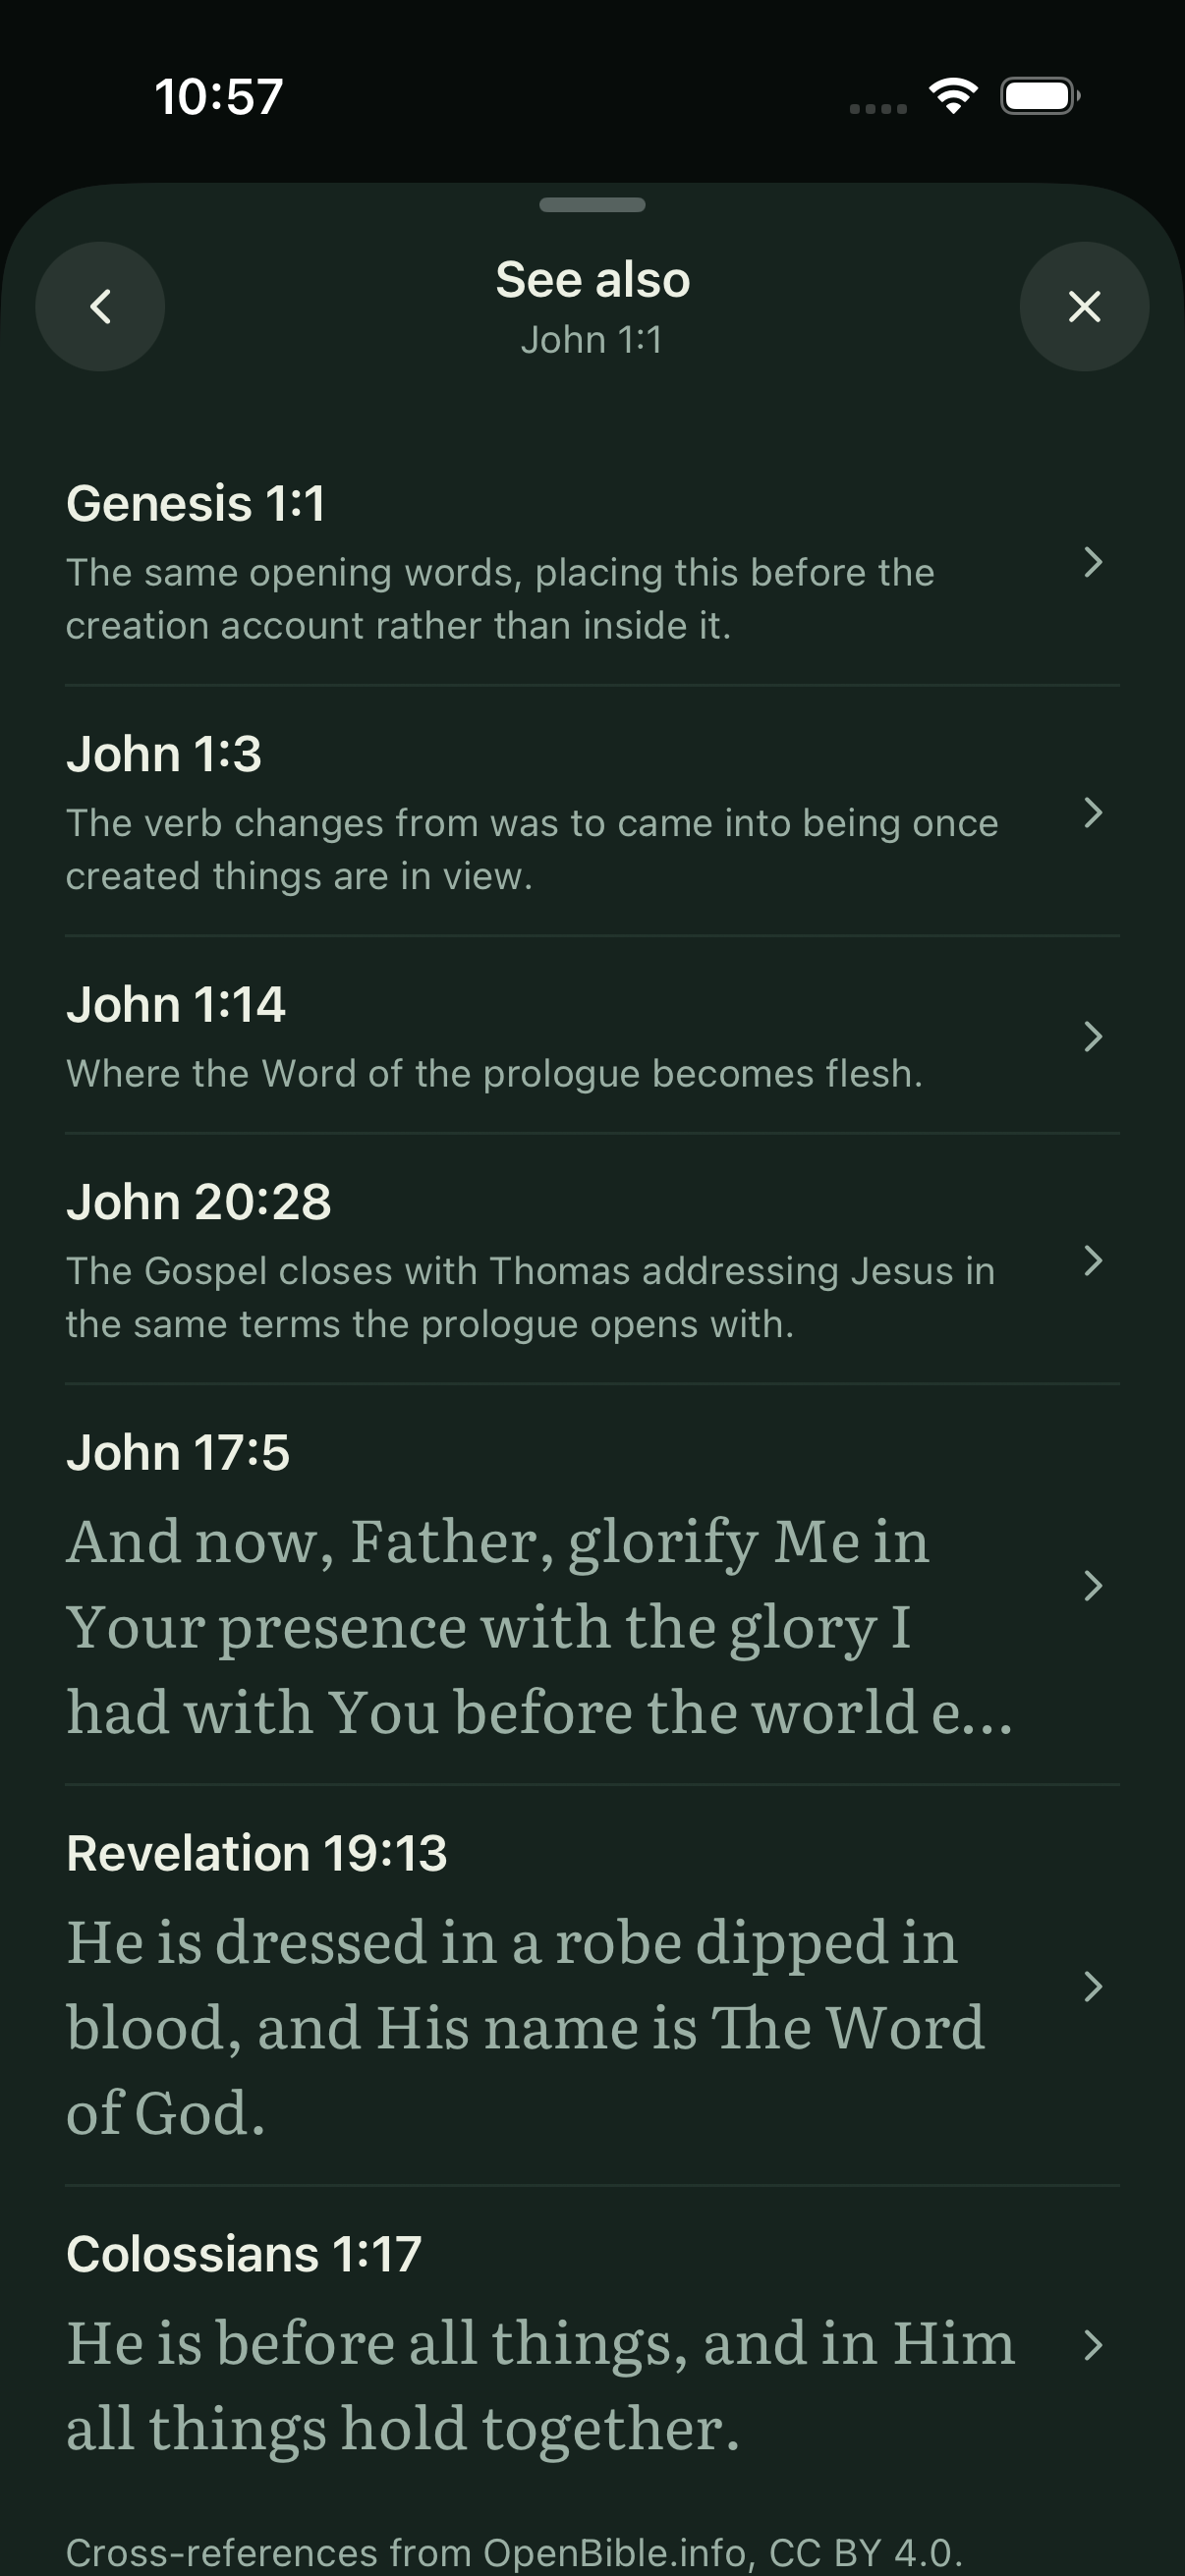 10:57
See also
John 1:1
Genesis 1:1
The same opening words, placing this before the
creation account rather than inside it.
John 1:3
The verb changes from was to came into being once
created things are in view.
John 1:14
Where the Word of the prologue becomes flesh.
John 20:28
The Gospel closes with Thomas addressing Jesus in
the same terms the prologue opens with.
John 17:5
And now, Father, glorify Me in
Your presence with the glory I
had with You before the world e...
Revelation 19:13
He is dressed in a robe dipped in
blood, and His name is The Word
of God.
Colossians 1:17
He is before all things, and in Him
all things hold together.
Cross-references from OpenBible.info, CC BY 4.0.